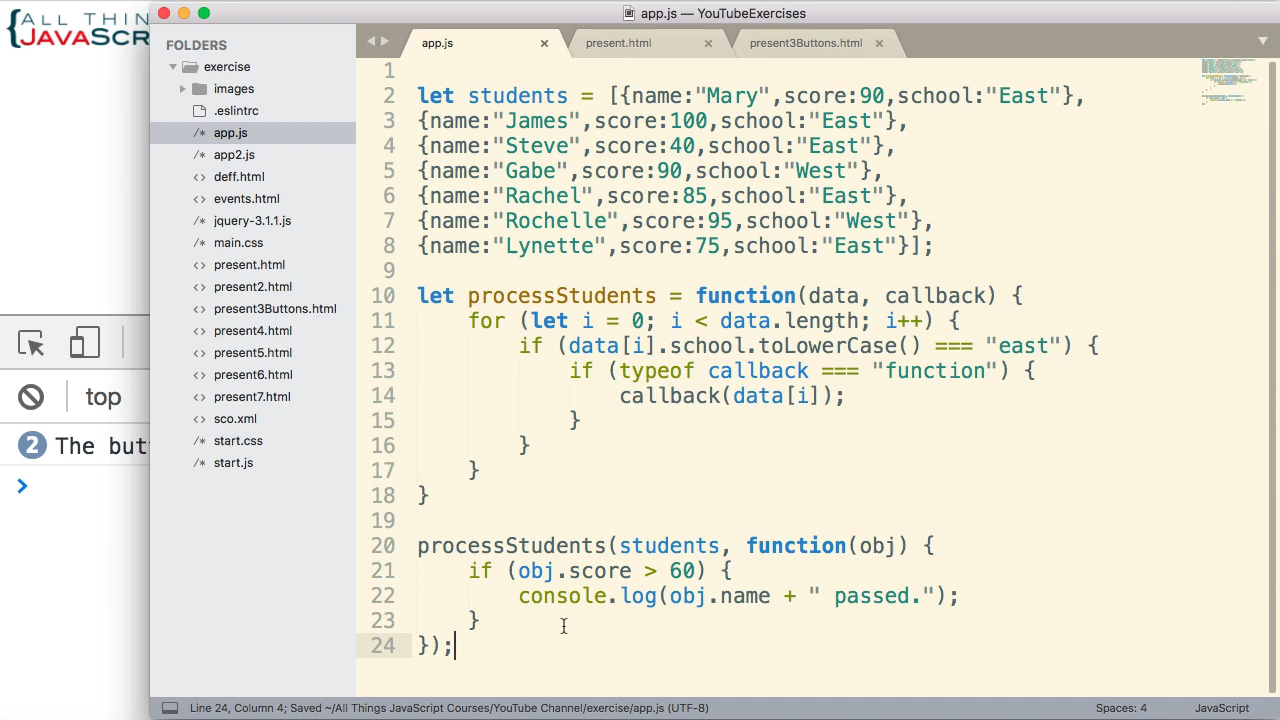 ALL THIN
JAVASCR
app.js — YouTubeExercises
FOLDERS
exercise
images
.eslintrc
app.js
app2.js
deff.html
events.html
jquery-3.1.1.js
main.css
present.html
present2.html
present3Buttons.html
present4.html
present5.html
present6.html
present7.html
sco.xml
start.css
start.js
app.js
present.html
present3Buttons.html
1
2 let students = [{name:"Mary",score:90,school:"East"},
3 {name:"James",score:100,school:"East"},
4 {name:"Steve",score:40,school:"East"},
5 {name:"Gabe",score:90,school:"West"},
6 {name:"Rachel",score:85,school:"East"},
7 {name:"Rochelle",score:95,school:"West"},
8 {name:"Lynette",score:75,school:"East"}];
9
10 let processStudents = function(data, callback) {
11     for (let i = 0; i < data.length; i++) {
12         if (data[i].school.toLowerCase() === "east") {
13             if (typeof callback === "function") {
14                 callback(data[i]);
15             }
16         }
17     }
18 }
19
20 processStudents(students, function(obj) {
21     if (obj.score > 60) {
22         console.log(obj.name + " passed.");
23     }
24 });
top
2 The but
Line 24, Column 4; Saved ~/All Things JavaScript Courses/YouTube Channel/exercise/app.js (UTF-8)
Spaces: 4
JavaScript